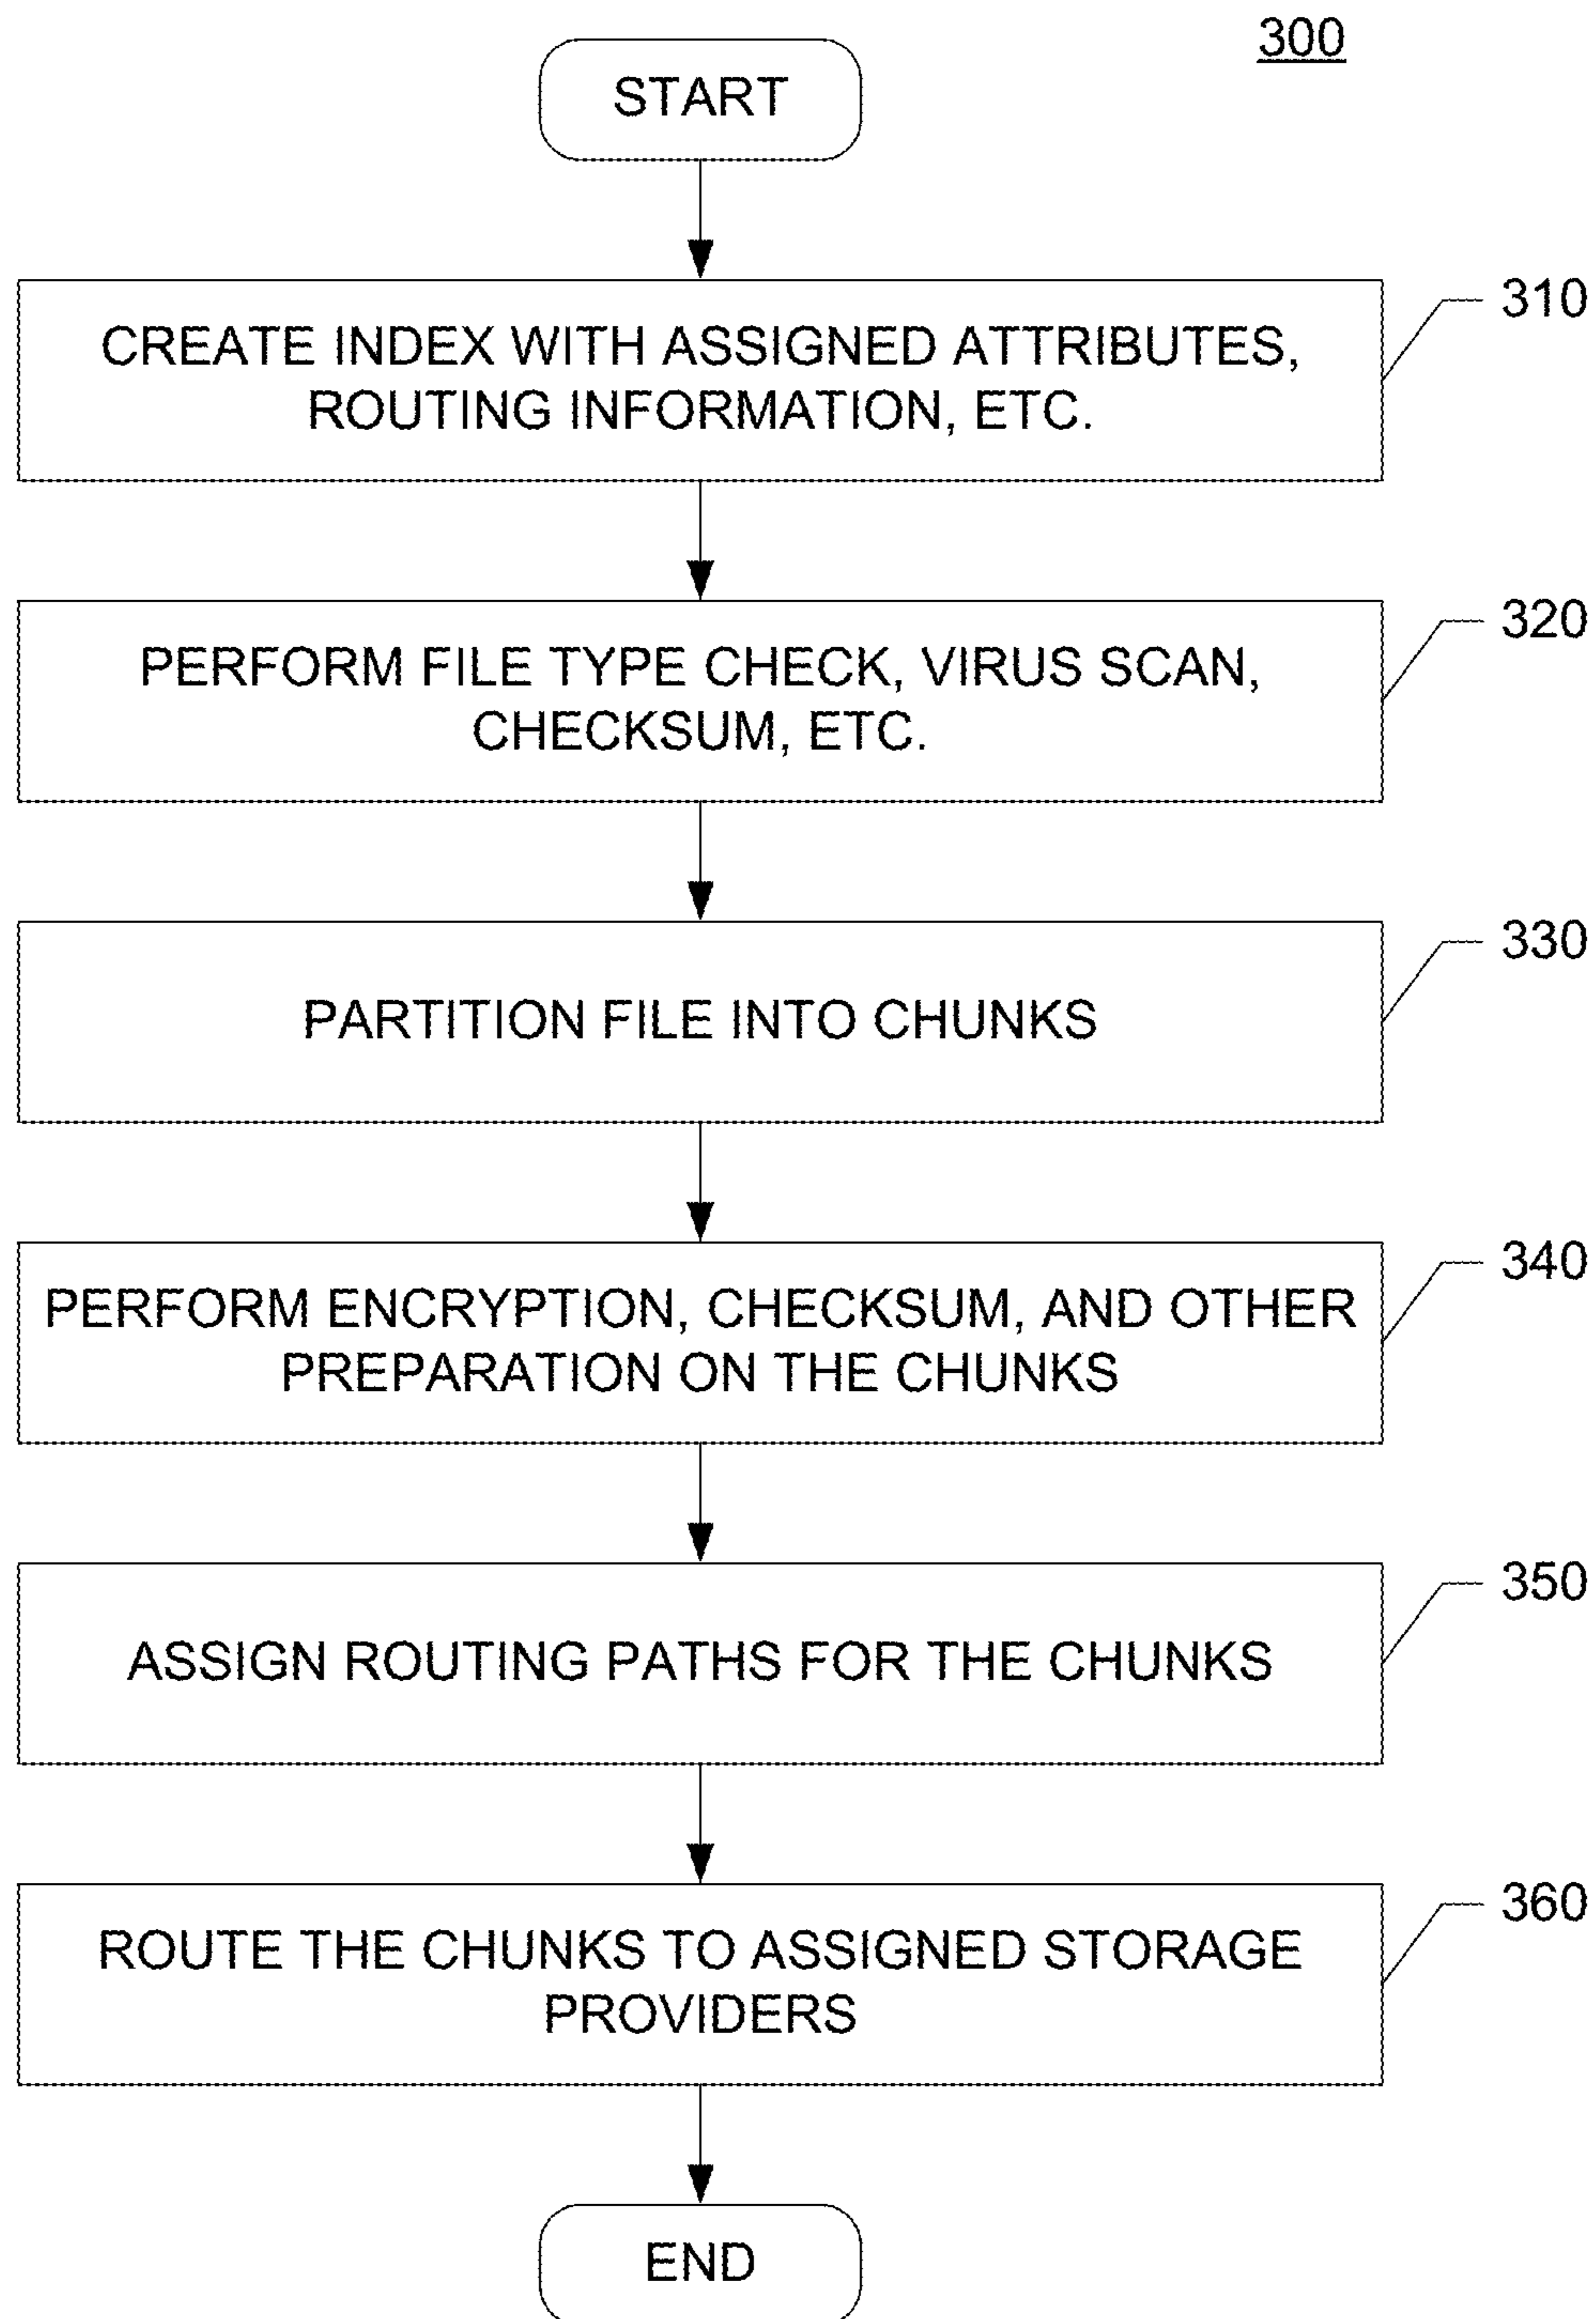 300
START
310
CREATE INDEX WITH ASSIGNED ATTRIBUTES,
ROUTING INFORMATION, ETC.
320
PERFORM FILE TYPE CHECK, VIRUS SCAN,
CHECKSUM, ETC.
330
PARTITION FILE INTO CHUNKS
340
PERFORM ENCRYPTION, CHECKSUM, AND OTHER
PREPARATION ON THE CHUNKS
350
ASSIGN ROUTING PATHS FOR THE CHUNKS
360
ROUTE THE CHUNKS TO ASSIGNED STORAGE
PROVIDERS
END